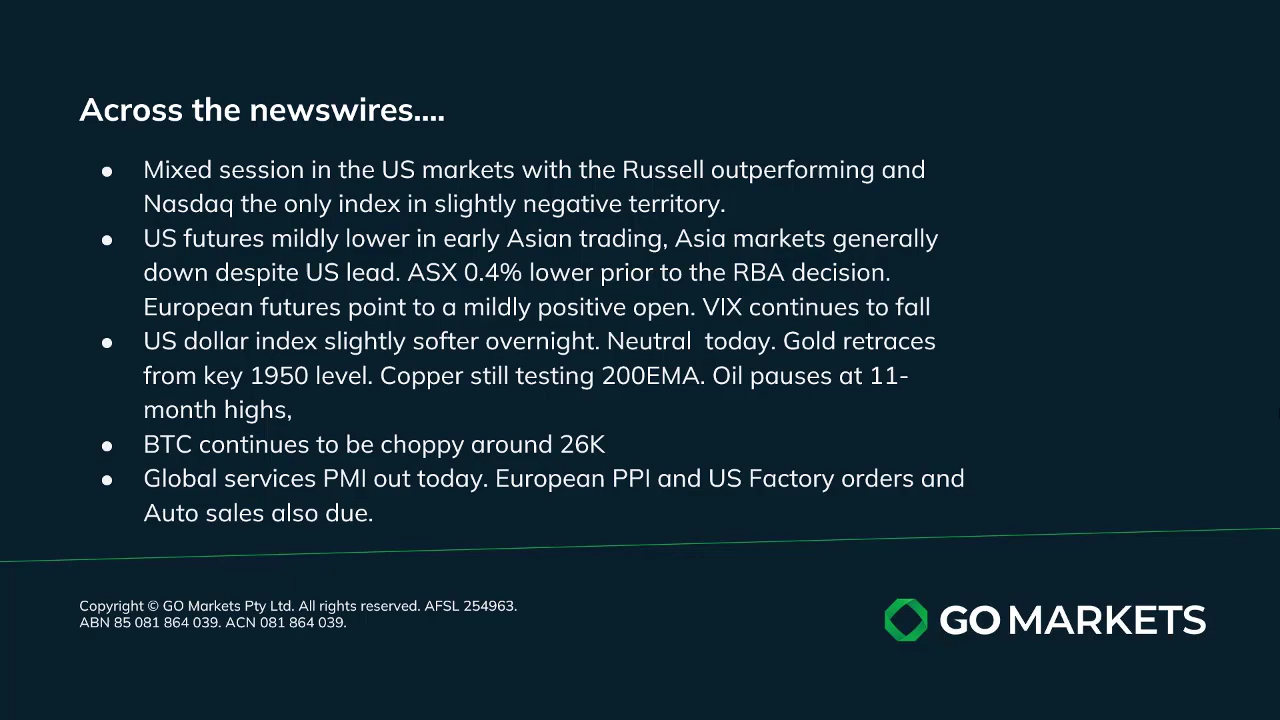 Across the newswires....
● Mixed session in the US markets with the Russell outperforming and
Nasdaq the only index in slightly negative territory.
● US futures mildly lower in early Asian trading, Asia markets generally
down despite US lead. ASX 0.4% lower prior to the RBA decision.
European futures point to a mildly positive open. VIX continues to fall
● US dollar index slightly softer overnight. Neutral  today. Gold retraces
from key 1950 level. Copper still testing 200EMA. Oil pauses at 11-
month highs,
● BTC continues to be choppy around 26K
● Global services PMI out today. European PPI and US Factory orders and
Auto sales also due.
Copyright © GO Markets Pty Ltd. All rights reserved. AFSL 254963.
ABN 85 081 864 039. ACN 081 864 039.
GO MARKETS